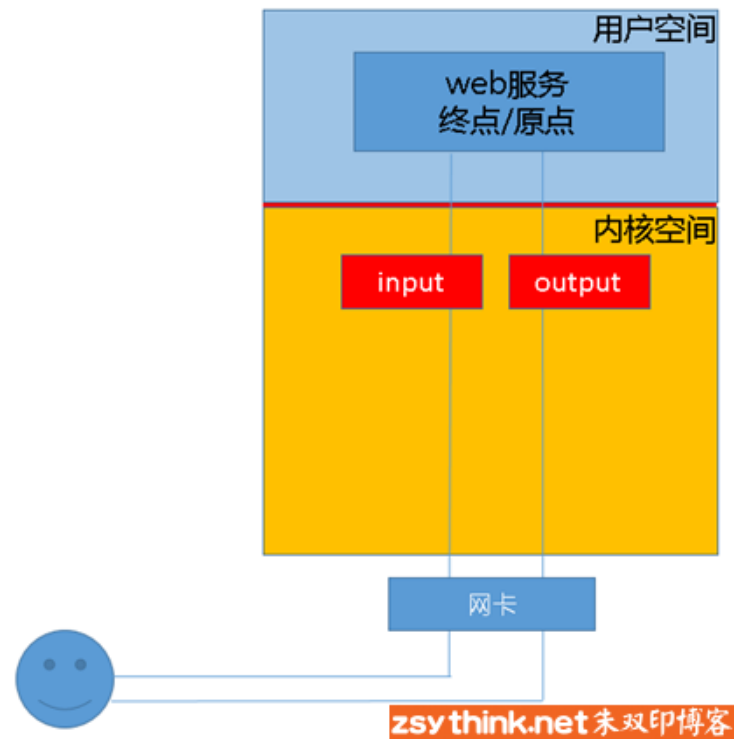 用户空间
web服务
终点/原点
内核空间
input
output
网卡
zsythink.net朱双印博客